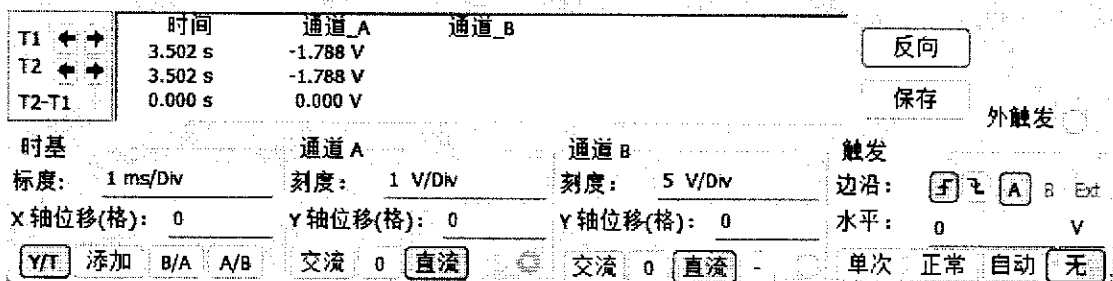 时间 通道_A 通道_B
T1 3.502 s -1.788 V
T2 3.502 s -1.788 V
T2-T1 0.000 s 0.000 V
反向
保存
外触发
时基 通道 A 通道 B 触发
标度: 1 ms/Div 刻度: 1 V/Div 刻度: 5 V/Div 边沿: A B Ext
X 轴位移(格): 0 Y 轴位移(格): 0 Y 轴位移(格): 0 水平: 0 V
Y/T 添加 B/A A/B 交流 0 直流 交流 0 直流 - 单次 正常 自动 无